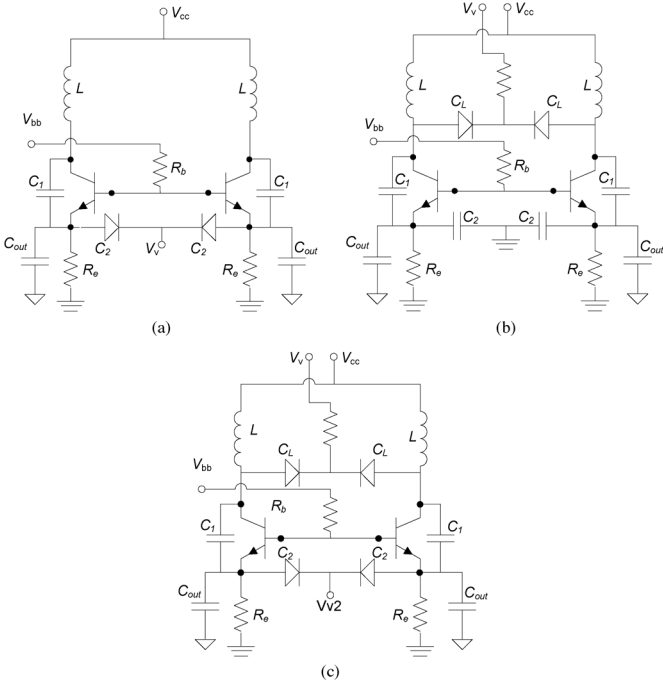 Vcc
L L
Vbb
Rb
C1 C1
C2 Vv C2
Cout Cout
Re Re
(a)
Vv Vcc
L L
CL CL
Vbb
Rb
C1 C1
C2 C2
Cout Cout
Re Re
(b)
Vv Vcc
L L
CL CL
Vbb
Rb
C1 C1
C2 C2
Cout Vv2 Cout
Re Re
(c)